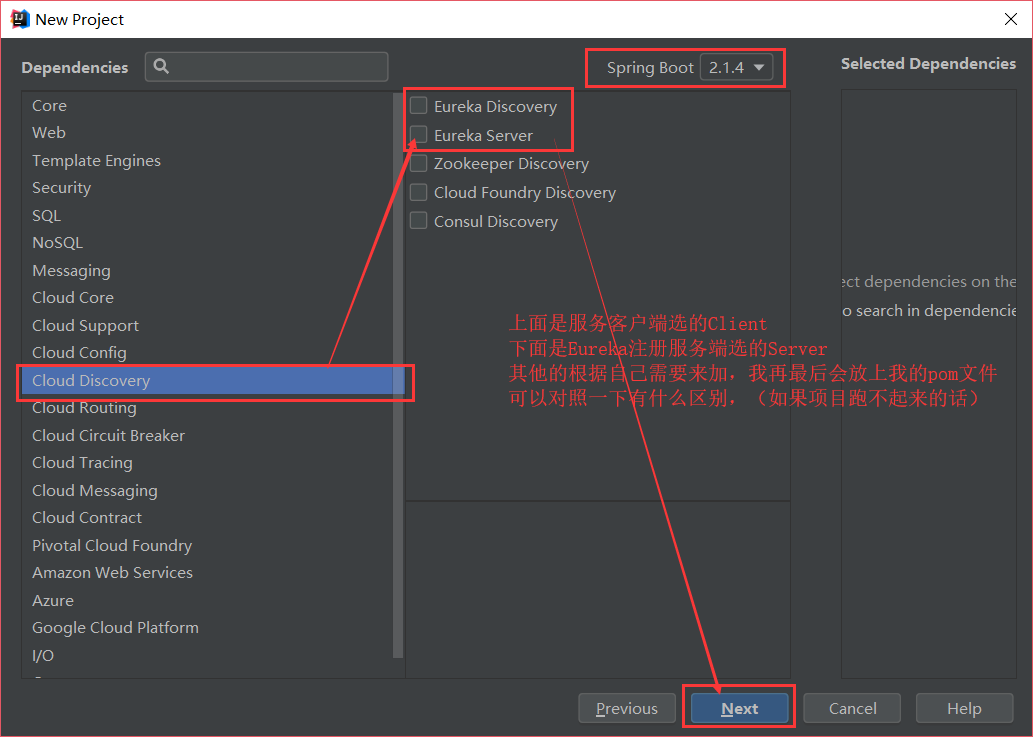 New Project
Dependencies
Spring Boot 2.1.4
Selected Dependencies
Core
Web
Template Engines
Security
SQL
NoSQL
Messaging
Cloud Core
Cloud Support
Cloud Config
Cloud Discovery
Cloud Routing
Cloud Circuit Breaker
Cloud Tracing
Cloud Messaging
Cloud Contract
Pivotal Cloud Foundry
Amazon Web Services
Azure
Google Cloud Platform
I/O
Eureka Discovery
Eureka Server
Zookeeper Discovery
Cloud Foundry Discovery
Consul Discovery
上面是服务客户端选的Client
下面是Eureka注册服务端选的Server
其他的根据自己需要来加，我再最后会放上我的pom文件
可以对照一下有什么区别，（如果项目跑不起来的话）
ect dependencies on the
o search in dependencie
Previous
Next
Cancel
Help